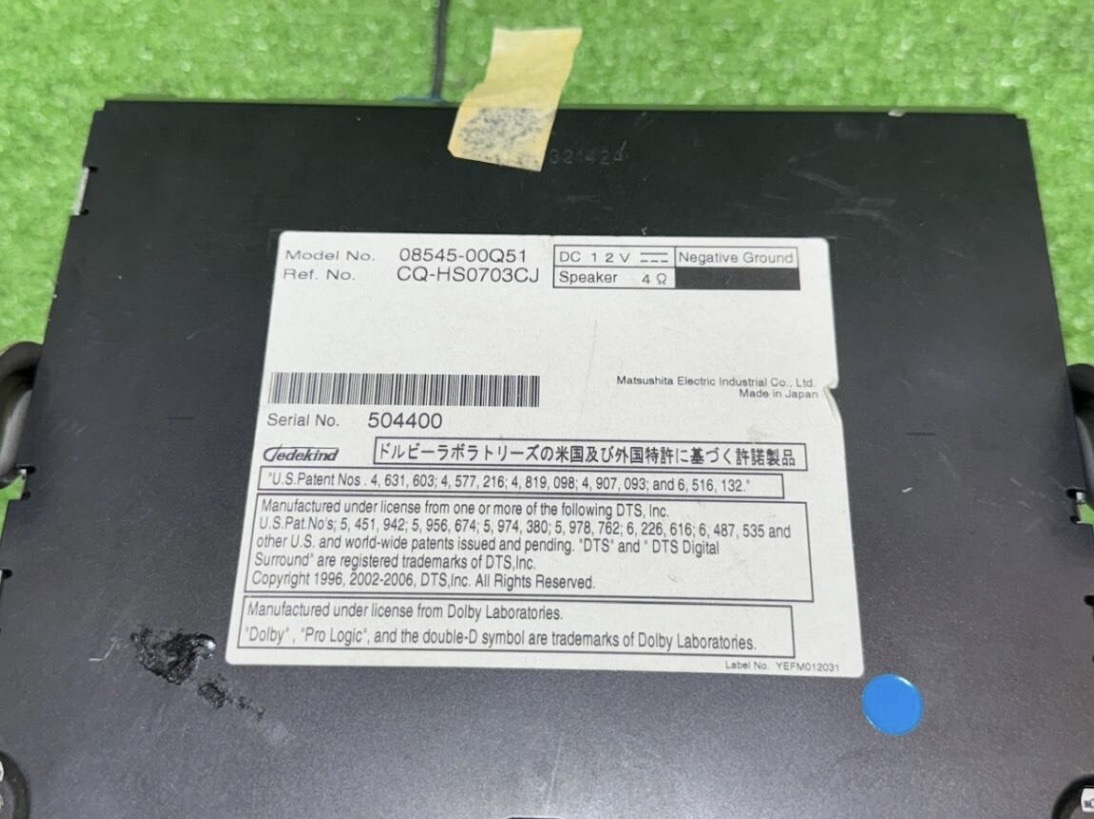 321424
Model No. 08545-00Q51
Ref. No. CQ-HS0703CJ
DC 12V Negative Ground
Speaker 4Ω
Matsushita Electric Industrial Co., Ltd.
Made in Japan
Serial No. 504400
Jedekind
ドルビーラボラトリーズの米国及び外国特許に基づく許諾製品
"U.S.Patent Nos. 4, 631, 603; 4, 577, 216; 4, 819, 098; 4, 907, 093; and 6, 516, 132."
Manufactured under license from one or more of the following DTS, Inc.
U.S.Pat.No's; 5, 451, 942; 5, 956, 674; 5, 974, 380; 5, 978, 762; 6, 226, 616; 6, 487, 535 and
other U.S. and world-wide patents issued and pending. "DTS" and " DTS Digital
Surround" are registered trademarks of DTS,Inc.
Copyright 1996, 2002-2006, DTS,Inc. All Rights Reserved.
Manufactured under license from Dolby Laboratories.
"Dolby" , "Pro Logic", and the double-D symbol are trademarks of Dolby Laboratories.
Label No. YEFM012031